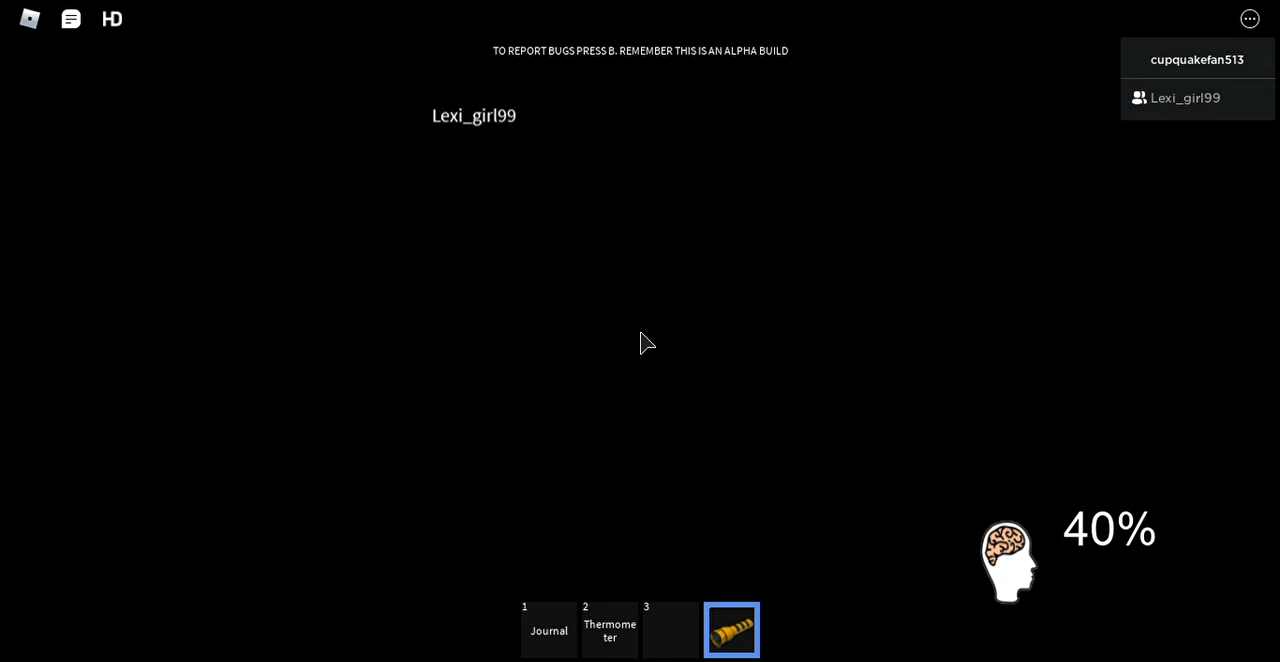 HD
TO REPORT BUGS PRESS B. REMEMBER THIS IS AN ALPHA BUILD
cupquakefan513
Lexi_girl99
Lexi_girl99
40%
1
Journal
2
Thermome
ter
3